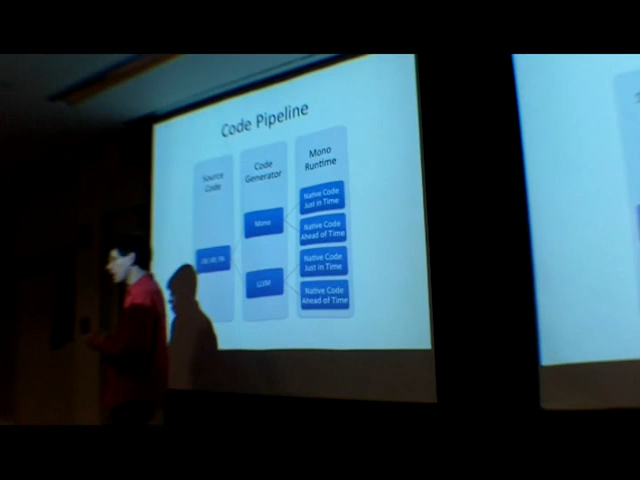 Code Pipeline
Source
Code
Code
Generator
Mono
Runtime
Mono
LLVM
Native Code
Just in Time
Native Code
Ahead of Time
Native Code
Just in Time
Native Code
Ahead of Time